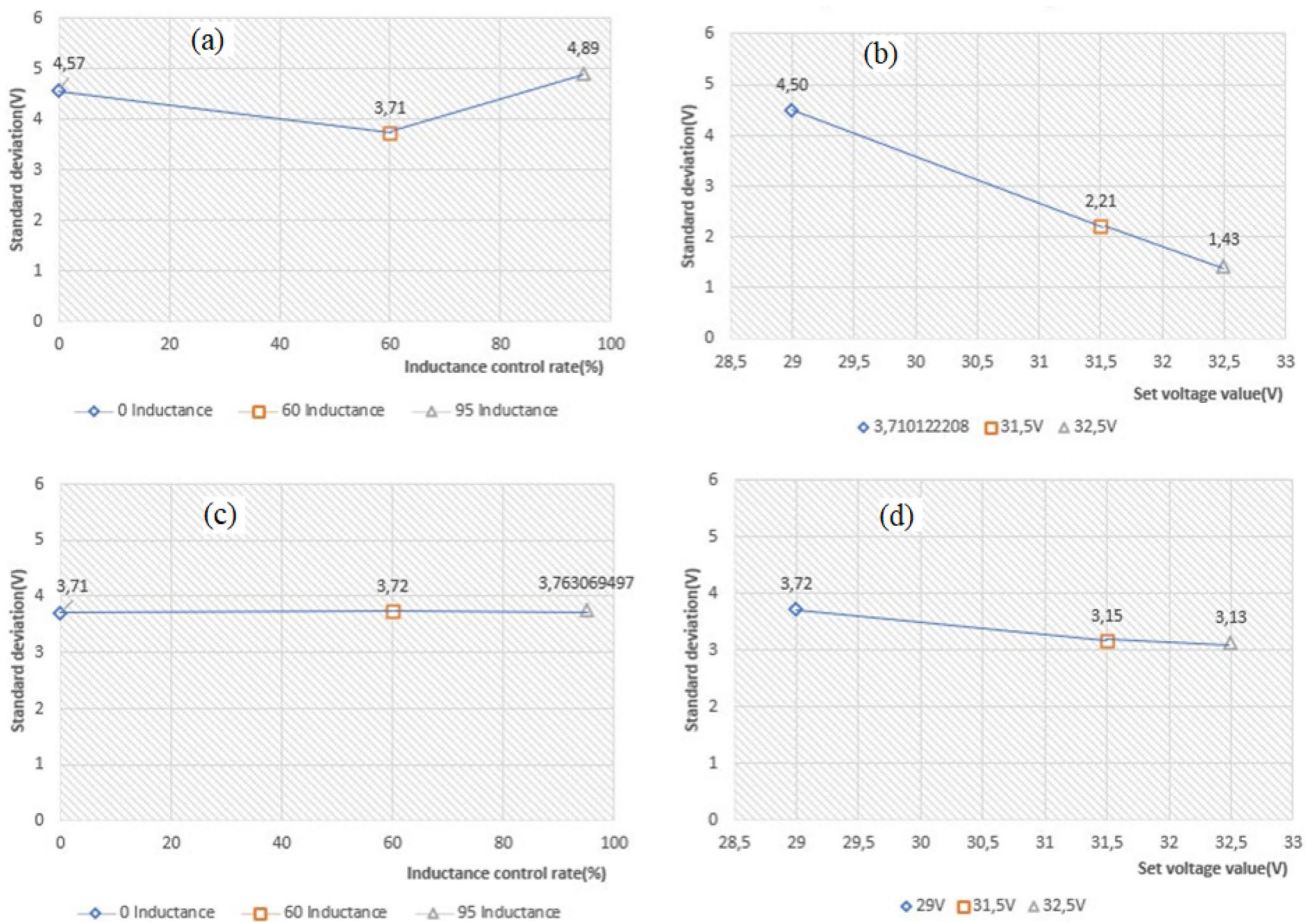 (a)
Standard deviation(V)
6
5
4
3
2
1
0
4,57
3,71
4,89
0 20 40 60 80 100
Inductance control rate(%)
0 Inductance 60 Inductance 95 Inductance
(b)
Standard deviation(V)
6
5
4
3
2
1
0
4,50
2,21
1,43
28,5 29 29,5 30 30,5 31 31,5 32 32,5 33
Set voltage value(V)
3,710122208 31,5V 32,5V
(c)
Standard deviation(V)
6
5
4
3
2
1
0
3,71
3,72
3,763069497
0 20 40 60 80 100
Inductance control rate(%)
0 Inductance 60 Inductance 95 Inductance
(d)
Standard deviation(V)
6
5
4
3
2
1
0
3,72
3,15
3,13
28,5 29 29,5 30 30,5 31 31,5 32 32,5 33
Set voltage value(V)
29V 31,5V 32,5V